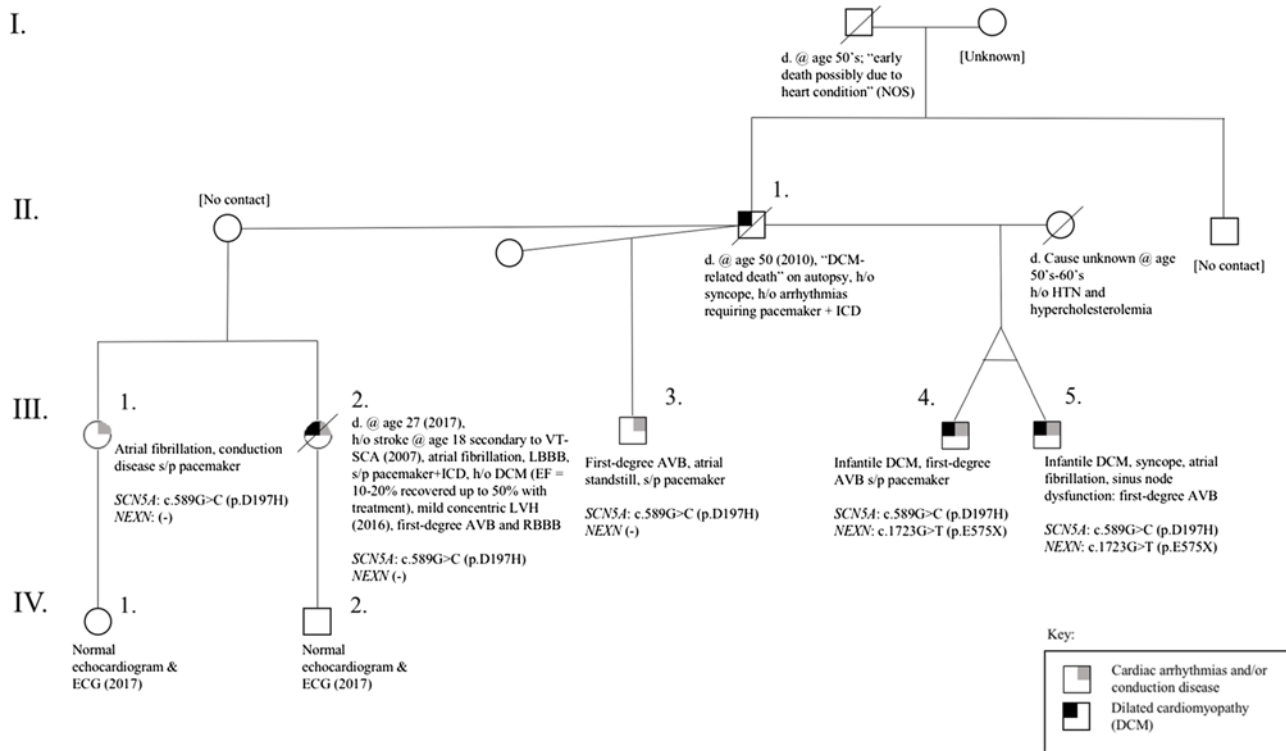 I.
d. @ age 50's; "early
death possibly due to
heart condition" (NOS)
[Unknown]
II.
[No contact]
1.
d. @ age 50 (2010), "DCM-
related death" on autopsy, h/o
syncope, h/o arrhythmias
requiring pacemaker + ICD
d. Cause unknown @ age
50's-60's
h/o HTN and
hypercholesterolemia
[No contact]
III.
1.
Atrial fibrillation, conduction
disease s/p pacemaker
SCN5A: c.589G>C (p.D197H)
NEXN: (-)
2.
d. @ age 27 (2017),
h/o stroke @ age 18 secondary to VT-
SCA (2007), atrial fibrillation, LBBB,
s/p pacemaker+ICD, h/o DCM (EF =
10-20% recovered up to 50% with
treatment), mild concentric LVH
(2016), first-degree AVB and RBBB
SCN5A: c.589G>C (p.D197H)
NEXN (-)
3.
First-degree AVB, atrial
standstill, s/p pacemaker
SCN5A: c.589G>C (p.D197H)
NEXN (-)
4.
Infantile DCM, first-degree
AVB s/p pacemaker
SCN5A: c.589G>C (p.D197H)
NEXN: c.1723G>T (p.E575X)
5.
Infantile DCM, syncope, atrial
fibrillation, sinus node
dysfunction: first-degree AVB
SCN5A: c.589G>C (p.D197H)
NEXN: c.1723G>T (p.E575X)
IV.
1.
Normal
echocardiogram &
ECG (2017)
2.
Normal
echocardiogram &
ECG (2017)
Key:
Cardiac arrhythmias and/or
conduction disease
Dilated cardiomyopathy
(DCM)